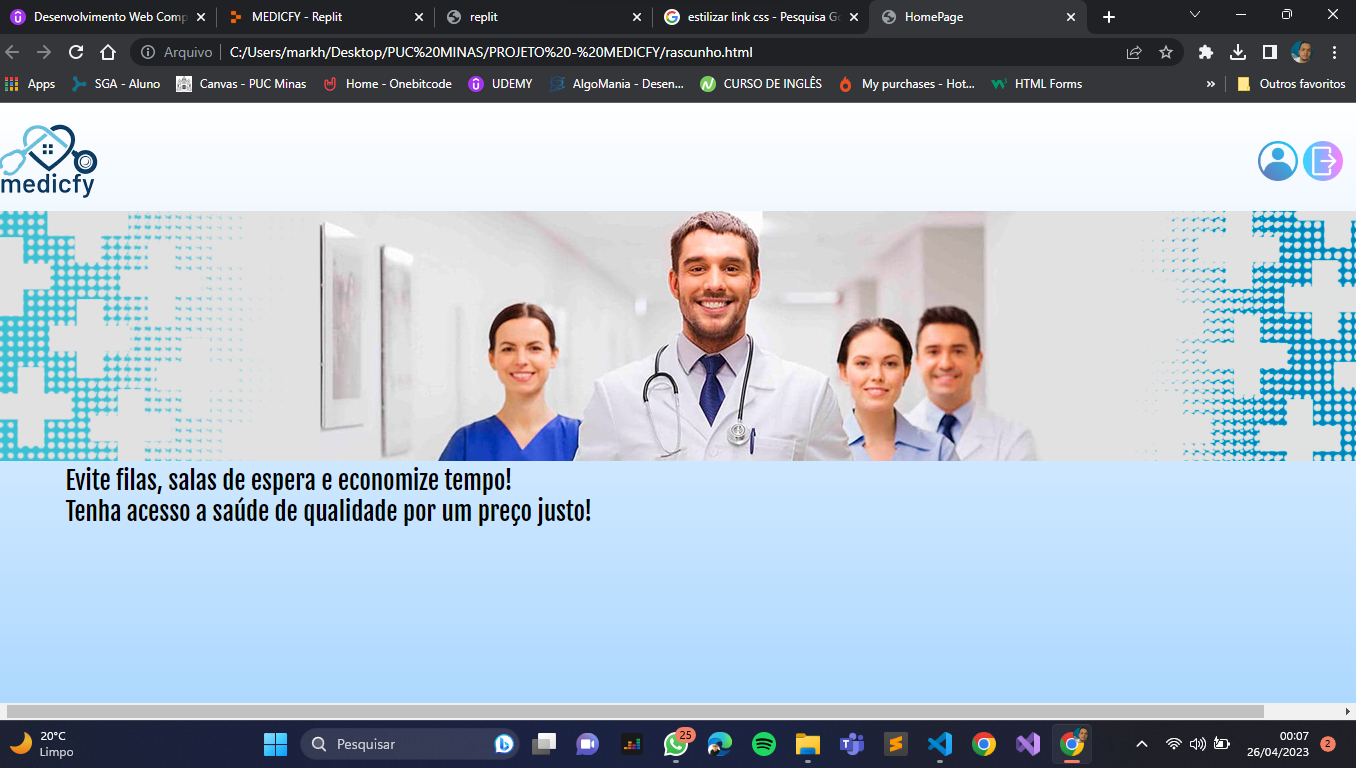 Desenvolvimento Web Comp
MEDICFY - Replit
replit
estilizar link css - Pesquisa Go
HomePage
Arquivo
C:/Users/markh/Desktop/PUC%20MINAS/PROJETO%20-%20MEDICFY/rascunho.html
Apps
SGA - Aluno
Canvas - PUC Minas
Home - Onebitcode
UDEMY
AlgoMania - Desen...
CURSO DE INGLÊS
My purchases - Hot...
HTML Forms
»
Outros favoritos
medicfy
Evite filas, salas de espera e economize tempo!
Tenha acesso a saúde de qualidade por um preço justo!
20°C
Limpo
Pesquisar
25
00:07
26/04/2023
2